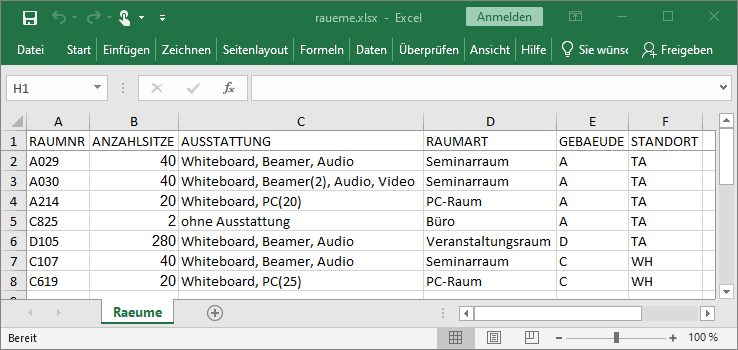 raueme.xlsx - Excel Anmelden
Datei Start Einfügen Zeichnen Seitenlayout Formeln Daten Überprüfen Ansicht Hilfe Sie wünsc Freigeben
H1 fx
A B C D E F
1 RAUMNR ANZAHLSITZE AUSSTATTUNG RAUMART GEBAEUDE STANDORT
2 A029 40 Whiteboard, Beamer, Audio Seminarraum A TA
3 A030 40 Whiteboard, Beamer(2), Audio, Video Seminarraum A TA
4 A214 20 Whiteboard, PC(20) PC-Raum A TA
5 C825 2 ohne Ausstattung Büro A TA
6 D105 280 Whiteboard, Beamer, Audio Veranstaltungsraum D TA
7 C107 40 Whiteboard, Beamer, Audio Seminarraum C WH
8 C619 20 Whiteboard, PC(25) PC-Raum C WH
Raeume
Bereit 100 %